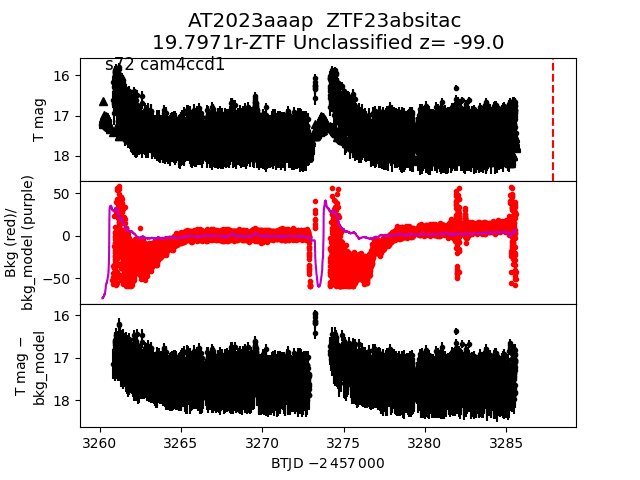 AT2023aaap  ZTF23absitac
19.7971r-ZTF Unclassified z= -99.0
s72 cam4ccd1
16
17
18
T mag
50
0
−50
Bkg (red)/
bkg_model (purple)
16
17
18
T mag −
bkg_model
3260
3265
3270
3275
3280
3285
BTJD −2 457 000